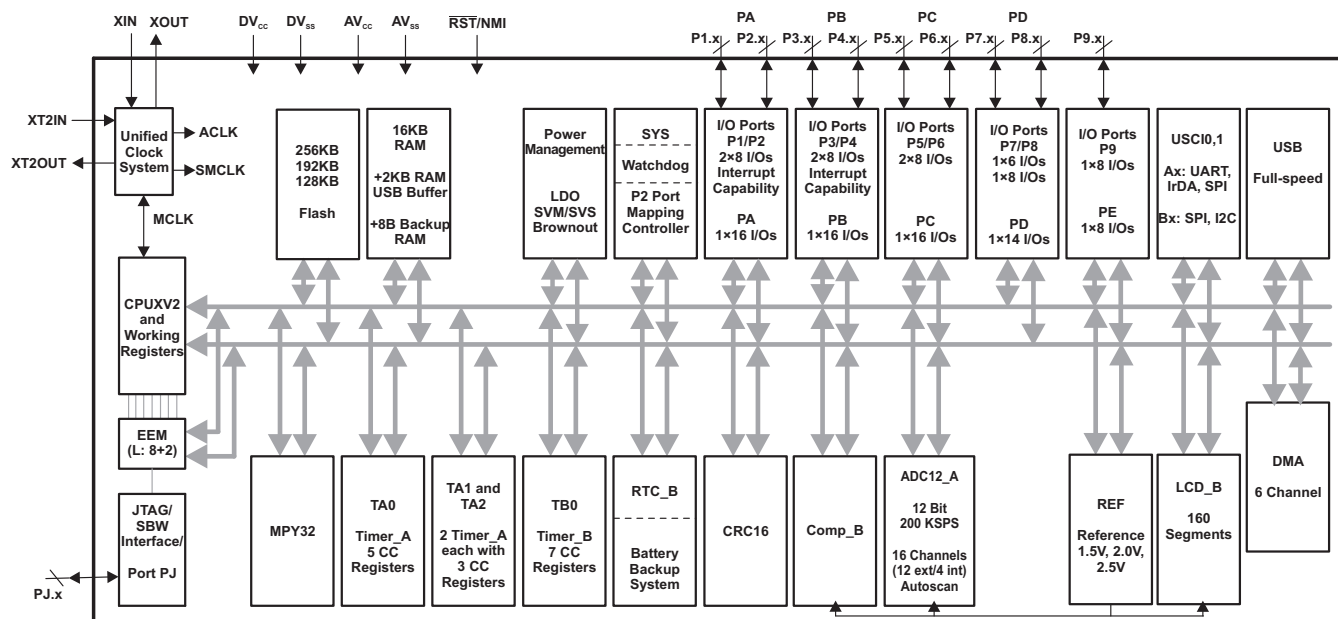 XIN
XOUT
DVCC
DVSS
AVCC
AVSS
RST/NMI
PA
PB
PC
PD
P1.x
P2.x
P3.x
P4.x
P5.x
P6.x
P7.x
P8.x
P9.x
XT2IN
XT2OUT
Unified
Clock
System
ACLK
SMCLK
MCLK
256KB
192KB
128KB
Flash
16KB
RAM
+2KB RAM
USB Buffer
+8B Backup
RAM
Power
Management
LDO
SVM/SVS
Brownout
SYS
Watchdog
P2 Port
Mapping
Controller
I/O Ports
P1/P2
2×8 I/Os
Interrupt
Capability
PA
1×16 I/Os
I/O Ports
P3/P4
2×8 I/Os
Interrupt
Capability
PB
1×16 I/Os
I/O Ports
P5/P6
2×8 I/Os
PC
1×16 I/Os
I/O Ports
P7/P8
1×6 I/Os
1×8 I/Os
PD
1×14 I/Os
I/O Ports
P9
1×8 I/Os
PE
1×8 I/Os
USCI0,1
Ax: UART,
IrDA, SPI
Bx: SPI, I2C
USB
Full-speed
CPUXV2
and
Working
Registers
EEM
(L: 8+2)
JTAG/
SBW
Interface/
Port PJ
PJ.x
MPY32
TA0
Timer_A
5 CC
Registers
TA1 and
TA2
2 Timer_A
each with
3 CC
Registers
TB0
Timer_B
7 CC
Registers
RTC_B
Battery
Backup
System
CRC16
Comp_B
ADC12_A
12 Bit
200 KSPS
16 Channels
(12 ext/4 int)
Autoscan
REF
Reference
1.5V, 2.0V,
2.5V
LCD_B
160
Segments
DMA
6 Channel